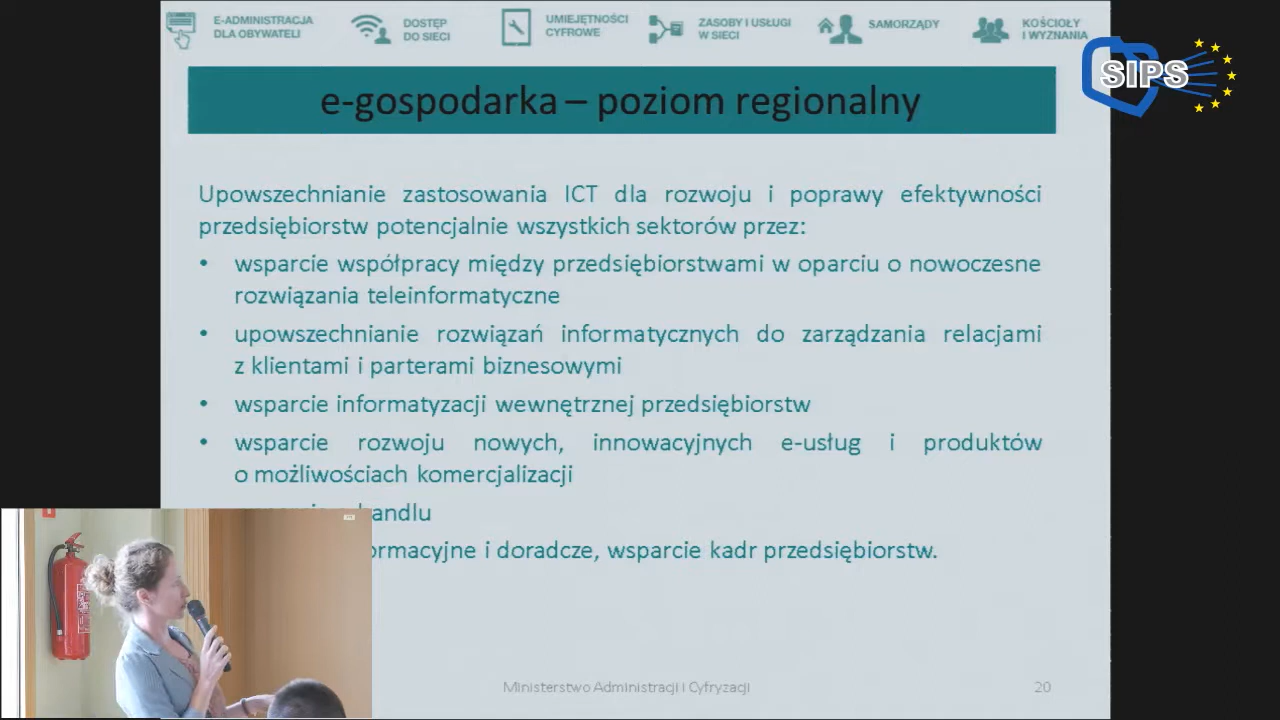 E-ADMINISTRACJA
DLA OBYWATELI
DOSTĘP
DO SIECI
UMIEJĘTNOŚCI
CYFROWE
ZASOBY I USŁUGI
W SIECI
SAMORZĄDY
KOŚCIOŁY
I WYZNANIA
SIPS
e-gospodarka – poziom regionalny
Upowszechnianie zastosowania ICT dla rozwoju i poprawy efektywności
przedsiębiorstw potencjalnie wszystkich sektorów przez:
• wsparcie współpracy między przedsiębiorstwami w oparciu o nowoczesne
rozwiązania teleinformatyczne
• upowszechnianie rozwiązań informatycznych do zarządzania relacjami
z klientami i parterami biznesowymi
• wsparcie informatyzacji wewnętrznej przedsiębiorstw
• wsparcie rozwoju nowych, innowacyjnych e-usług i produktów
o możliwościach komercjalizacji
andlu
ormacyjne i doradcze, wsparcie kadr przedsiębiorstw.
Ministerstwo Administracji i Cyfryzacji
20